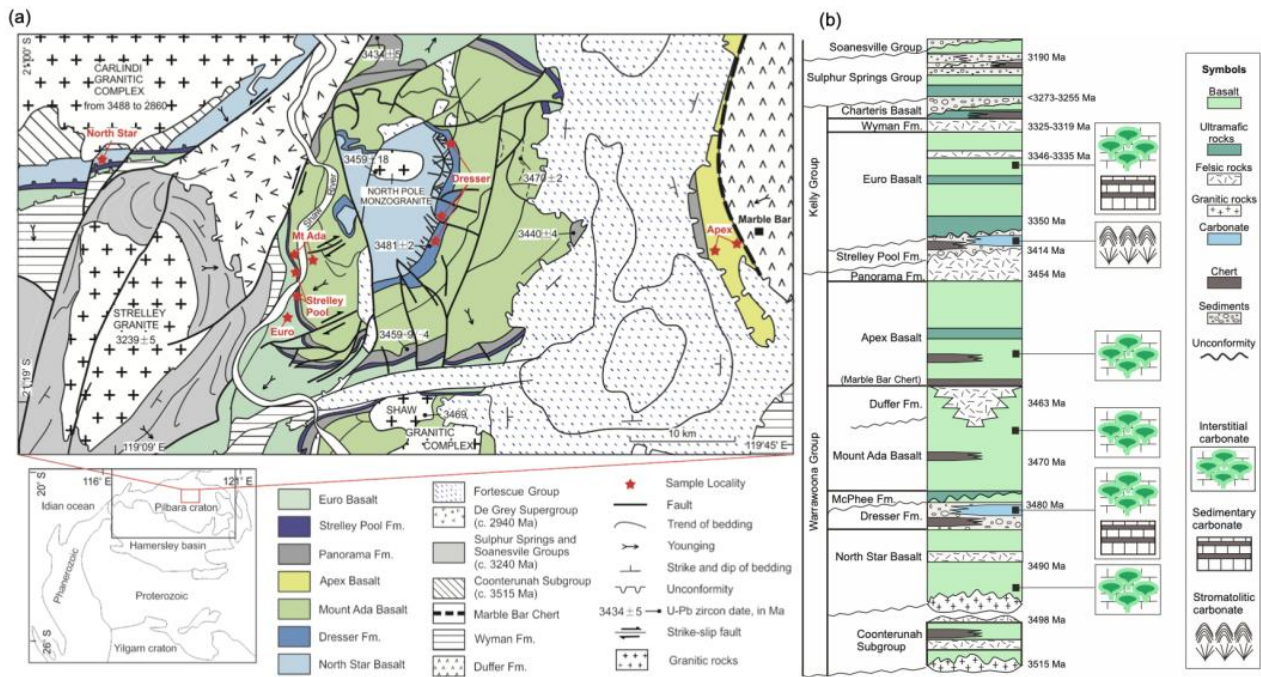 (a)
21°00' S
CARLINDI
GRANITIC
COMPLEX
from 3488 to 2860
North Star
3434±5
3459±18
NORTH POLE
MONZOGRANITE
Dresser
3470±2
Shaw
River
Mt Ada
3481±2
3440±4
Apex
Marble Bar
Strelley
Pool
Euro
STRELLEY
GRANITE
3239±5
3459-9/-4
21°19' S
SHAW
GRANITIC
COMPLEX
3469
10 km
119°09' E
119°45' E
20° S
116° E
121° E
Idian ocean
Pilbara craton
Hamersley basin
Phanerozoic
Proterozoic
Yilgarn craton
26° S
Euro Basalt
Strelley Pool Fm.
Panorama Fm.
Apex Basalt
Mount Ada Basalt
Dresser Fm.
North Star Basalt
Fortescue Group
De Grey Supergroup
(c. 2940 Ma)
Sulphur Springs and
Soanesville Groups
(c. 3240 Ma)
Coonterunah Subgroup
(c. 3515 Ma)
Marble Bar Chert
Wyman Fm.
Duffer Fm.
Sample Locality
Fault
Trend of bedding
Younging
Strike and dip of bedding
Unconformity
3434±5 U-Pb zircon date, in Ma
Strike-slip fault
Granitic rocks
(b)
Soanesville Group
3190 Ma
Sulphur Springs Group
<3273-3255 Ma
Kelly Group
Charteris Basalt
Wyman Fm.
3325-3319 Ma
3346-3335 Ma
Euro Basalt
3350 Ma
Strelley Pool Fm.
3414 Ma
Panorama Fm.
3454 Ma
Warrawoona Group
Apex Basalt
(Marble Bar Chert)
Duffer Fm.
3463 Ma
Mount Ada Basalt
3470 Ma
McPhee Fm.
3480 Ma
Dresser Fm.
North Star Basalt
3490 Ma
3498 Ma
Coonterunah
Subgroup
3515 Ma
Symbols
Basalt
Ultramafic
rocks
Felsic rocks
Granitic rocks
Carbonate
Chert
Sediments
Unconformity
Interstitial
carbonate
Sedimentary
carbonate
Stromatolitic
carbonate